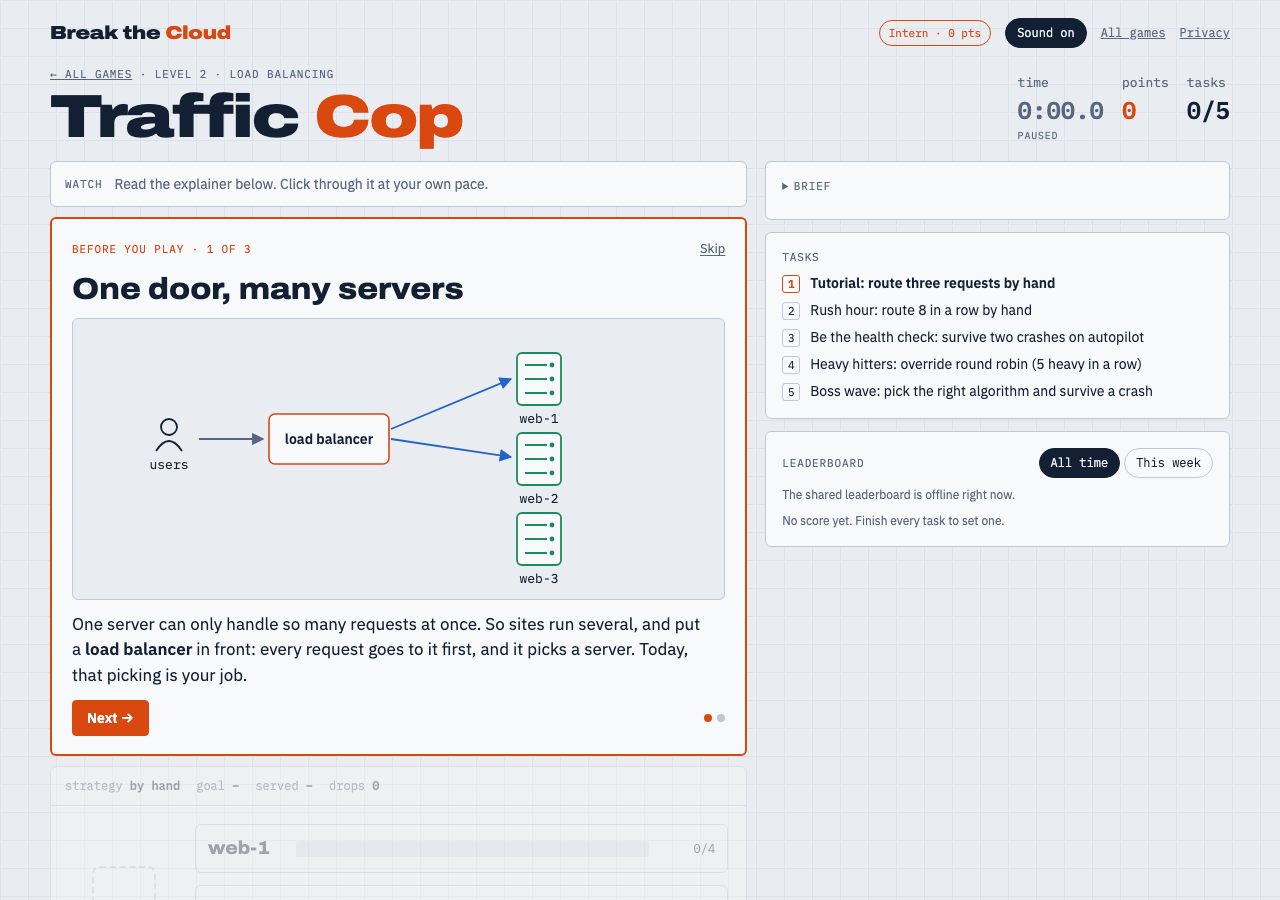 Break the Cloud
Intern · 0 pts
Sound on
All games
Privacy
← ALL GAMES · LEVEL 2 · LOAD BALANCING
Traffic Cop
time
0:00.0
PAUSED
points
0
tasks
0/5
WATCH Read the explainer below. Click through it at your own pace.
BEFORE YOU PLAY · 1 OF 3
Skip
One door, many servers
users
load balancer
web-1
web-2
web-3
One server can only handle so many requests at once. So sites run several, and put
a load balancer in front: every request goes to it first, and it picks a server. Today,
that picking is your job.
Next →
strategy by hand goal – served – drops 0
web-1
0/4
BRIEF
TASKS
1 Tutorial: route three requests by hand
2 Rush hour: route 8 in a row by hand
3 Be the health check: survive two crashes on autopilot
4 Heavy hitters: override round robin (5 heavy in a row)
5 Boss wave: pick the right algorithm and survive a crash
LEADERBOARD
All time
This week
The shared leaderboard is offline right now.
No score yet. Finish every task to set one.